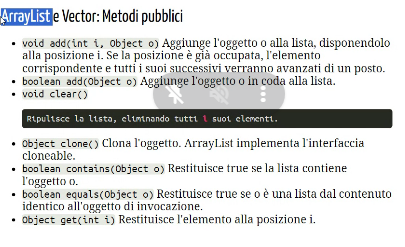 ArrayList e Vector: Metodi pubblici
void add(int i, Object o) Aggiunge l'oggetto o alla lista, disponendolo
alla posizione i. Se la posizione è già occupata, l'elemento
corrispondente e tutti i suoi successivi verranno avanzati di un posto.
boolean add(Object o) Aggiunge l'oggetto o in coda alla lista.
void clear()
Ripulisce la lista, eliminando tutti i suoi elementi.
Object clone() Clona l'oggetto. ArrayList implementa l'interfaccia
cloneable.
boolean contains(Object o) Restituisce true se la lista contiene
l'oggetto o.
boolean equals(Object o) Restituisce true se o è una lista dal contenuto
identico all'oggetto di invocazione.
Object get(int i) Restituisce l'elemento alla posizione i.